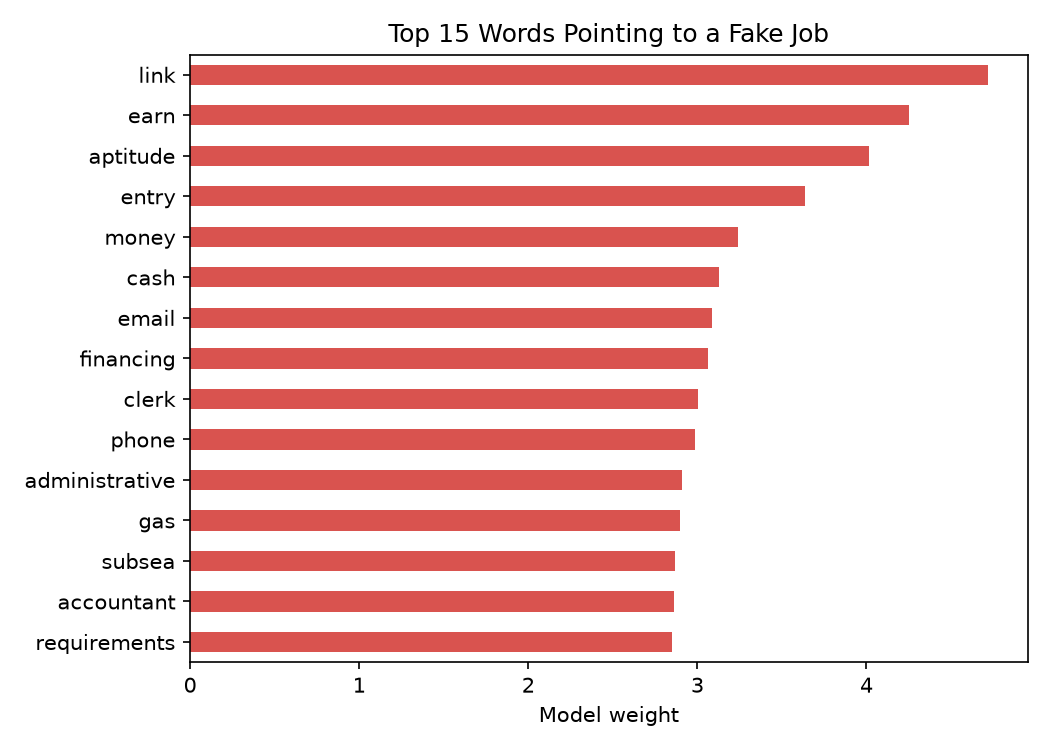 Top 15 Words Pointing to a Fake Job
link
earn
aptitude
entry
money
cash
email
financing
clerk
phone
administrative
gas
subsea
accountant
requirements
0 1 2 3 4
Model weight